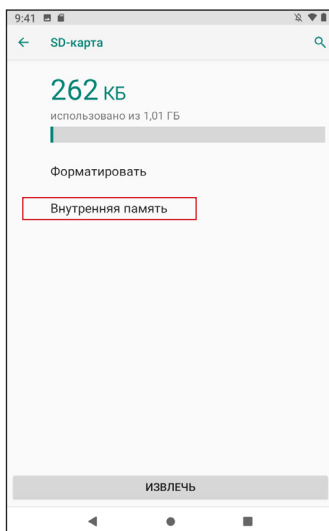 9:41
SD-карта
262 КБ
использовано из 1,01 ГБ
Форматировать
Внутренняя память
ИЗВЛЕЧЬ